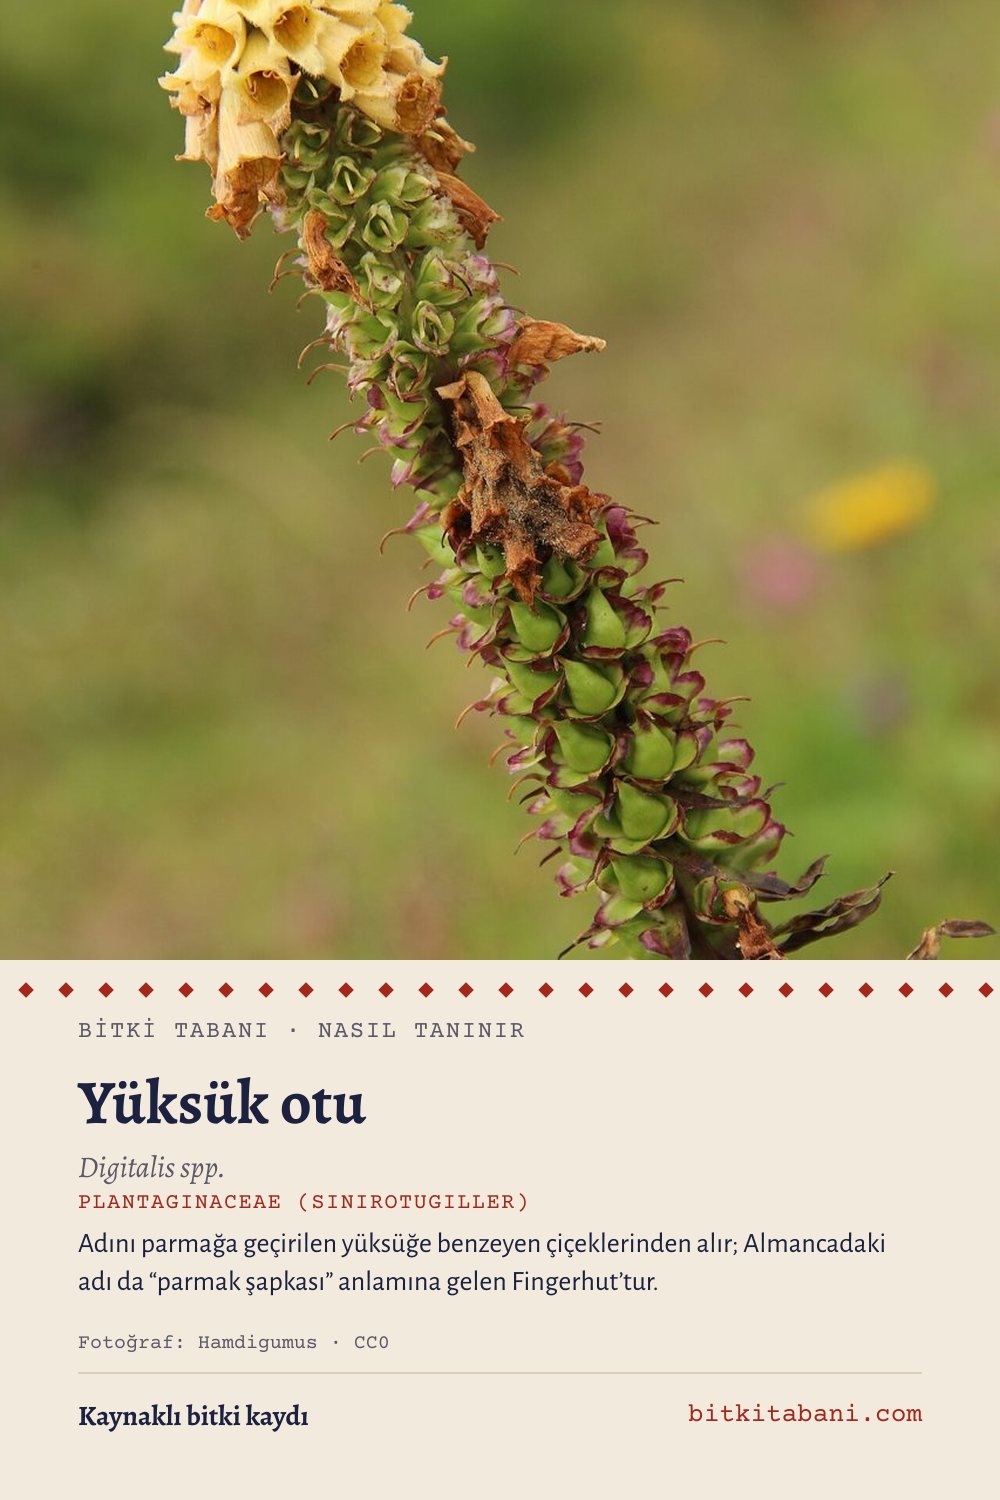 BİTKİ TABANI · NASIL TANINIR
Yüksük otu
Digitalis spp.
PLANTAGINACEAE (SINIROTUGILLER)
Adını parmağa geçirilen yüksüğe benzeyen çiçeklerinden alır; Almancadaki
adı da “parmak şapkası” anlamına gelen Fingerhut’tur.
Fotoğraf: Hamdigumus · CC0
Kaynaklı bitki kaydı
bitkitabani.com